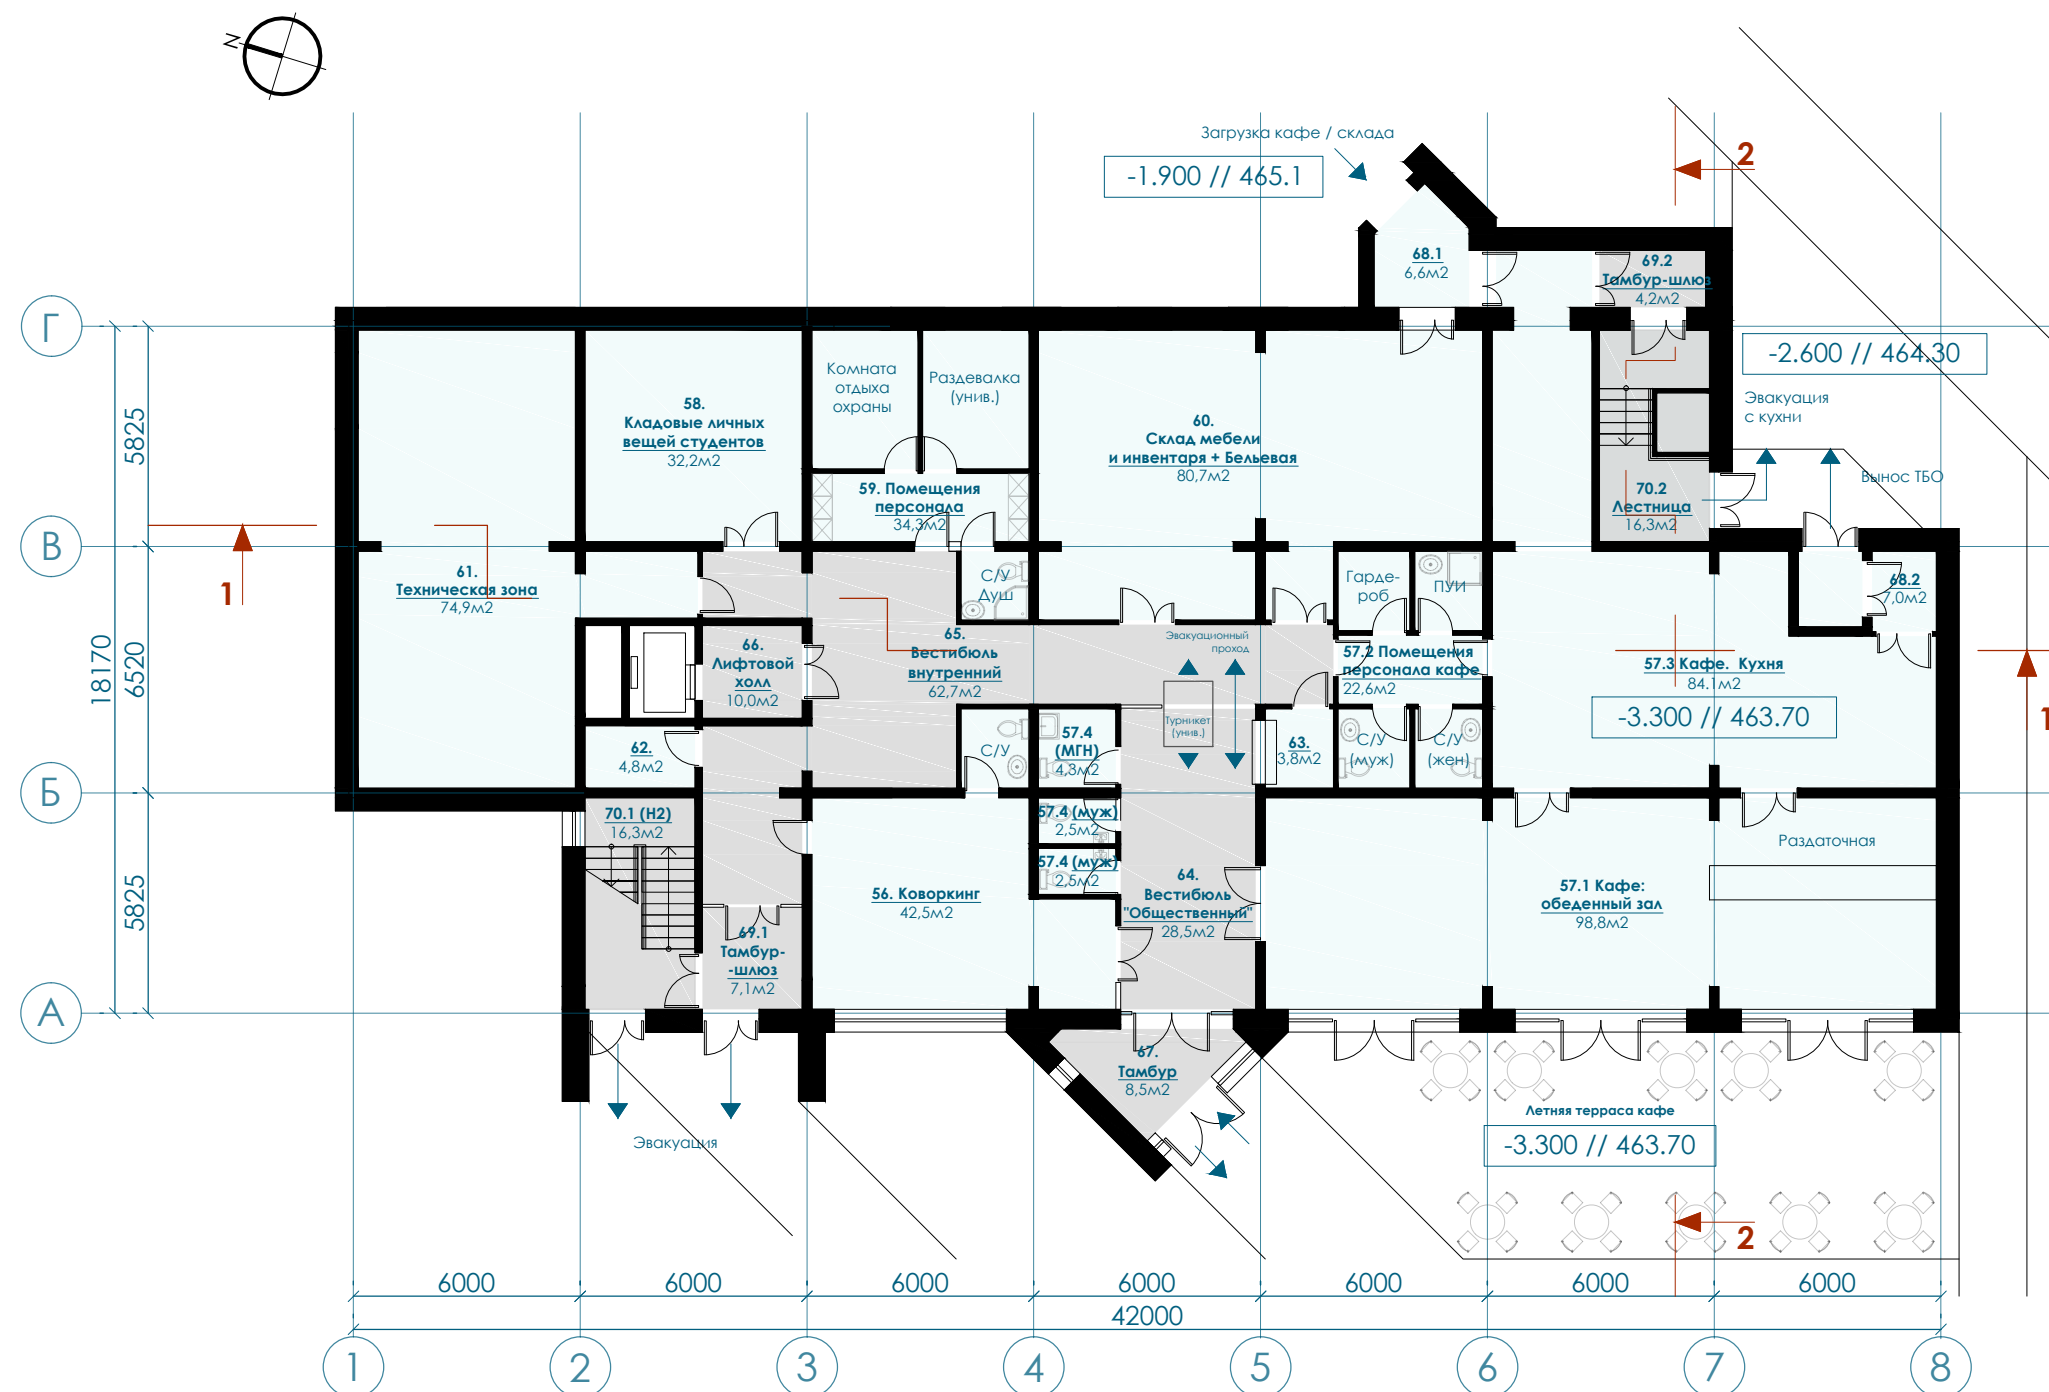 N
Загрузка кафе / склада
-1.900 // 465.1
2
68.1
6,6м2
69.2
Тамбур-шлюз
4,2м2
Г
-2.600 // 464.30
Эвакуация
с кухни
Вынос ТБО
Комната
отдыха
охраны
Раздевалка
(унив.)
58.
Кладовые личных
вещей студентов
32,2м2
60.
Склад мебели
и инвентаря + Бельевая
80,7м2
59. Помещения
персонала
34,3м2
70.2
Лестница
16,3м2
5825
В
1
61.
Техническая зона
74,9м2
С/У
Душ
Гарде-
роб
ПУИ
68.2
7,0м2
18170
6520
66.
Лифтовой
холл
10,0м2
65.
Вестибюль
внутренний
62,7м2
Эвакуационный
проход
57.2 Помещения
персонала кафе
22,6м2
57.3 Кафе. Кухня
84.1м2
-3.300 // 463.70
1
Турникет
(унив.)
62.
4,8м2
С/У
57.4
(МГН)
4,3м2
63.
3,8м2
С/У
(муж)
С/У
(жен)
Б
70.1 (Н2)
16,3м2
57.4 (муж)
2,5м2
57.4 (муж)
2,5м2
Раздаточная
5825
56. Коворкинг
42,5м2
64.
Вестибюль
"Общественный"
28,5м2
57.1 Кафе:
обеденный зал
98,8м2
69.1
Тамбур-
-шлюз
7,1м2
А
67.
Тамбур
8,5м2
Эвакуация
Летняя терраса кафе
-3.300 // 463.70
2
6000
6000
6000
6000
6000
6000
6000
42000
1
2
3
4
5
6
7
8